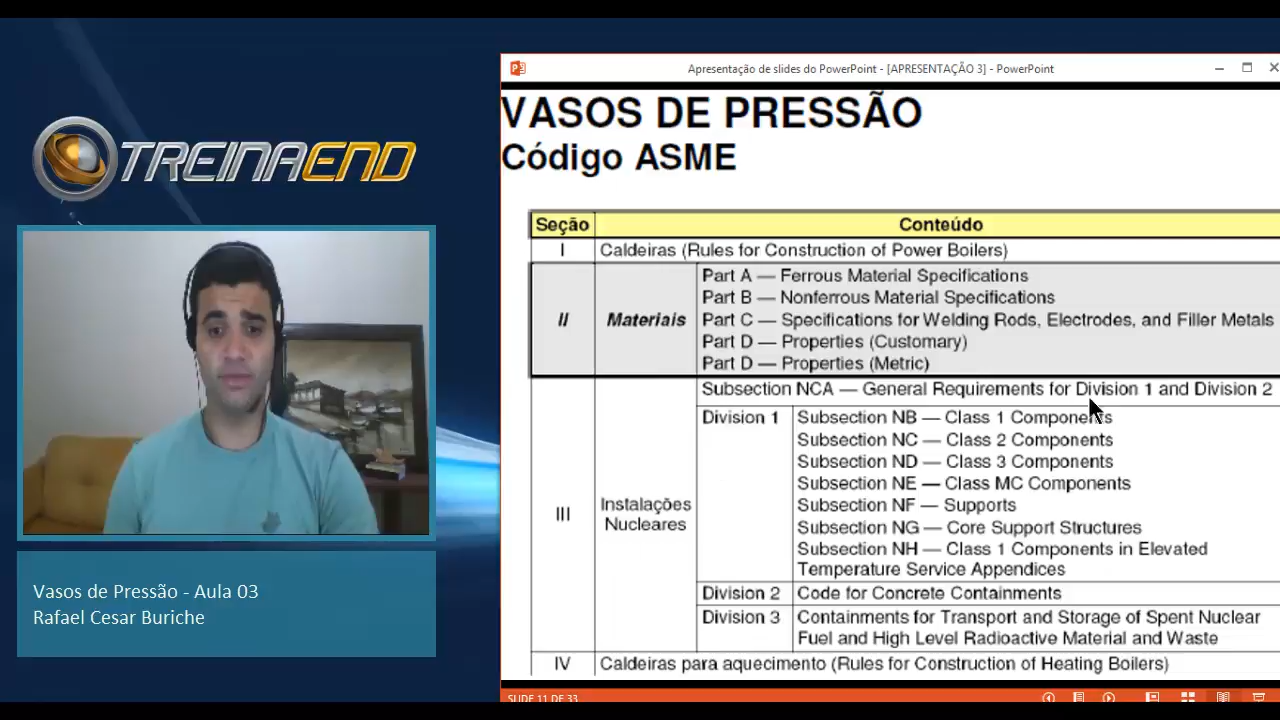 TREINAEND
Vasos de Pressão - Aula 03
Rafael Cesar Buriche
Apresentação de slides do PowerPoint - [APRESENTAÇÃO 3] - PowerPoint
VASOS DE PRESSÃO
Código ASME
Seção Conteúdo
I Caldeiras (Rules for Construction of Power Boilers)
II Materiais
Part A — Ferrous Material Specifications
Part B — Nonferrous Material Specifications
Part C — Specifications for Welding Rods, Electrodes, and Filler Metals
Part D — Properties (Customary)
Part D — Properties (Metric)
III Instalações
Nucleares
Subsection NCA — General Requirements for Division 1 and Division 2
Division 1
Subsection NB — Class 1 Components
Subsection NC — Class 2 Components
Subsection ND — Class 3 Components
Subsection NE — Class MC Components
Subsection NF — Supports
Subsection NG — Core Support Structures
Subsection NH — Class 1 Components in Elevated
Temperature Service Appendices
Division 2 Code for Concrete Containments
Division 3 Containments for Transport and Storage of Spent Nuclear
Fuel and High Level Radioactive Material and Waste
IV Caldeiras para aquecimento (Rules for Construction of Heating Boilers)
SLIDE 11 DE 33